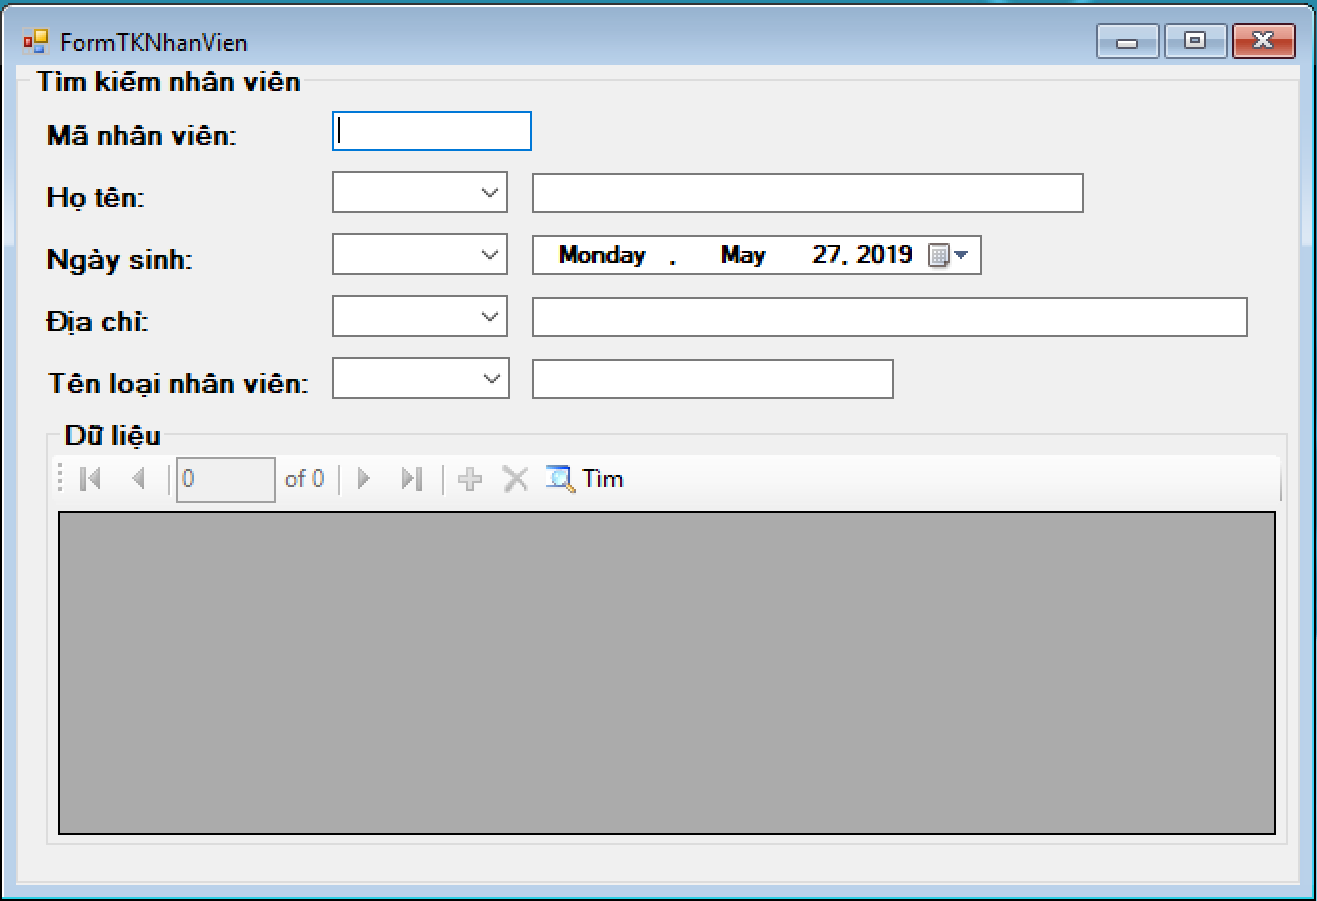 FormTKNhanVien
Tìm kiếm nhân viên
Mã nhân viên:
Họ tên:
Ngày sinh: Monday , May 27, 2019
Địa chỉ:
Tên loại nhân viên:
Dữ liệu
0 of 0 Tìm